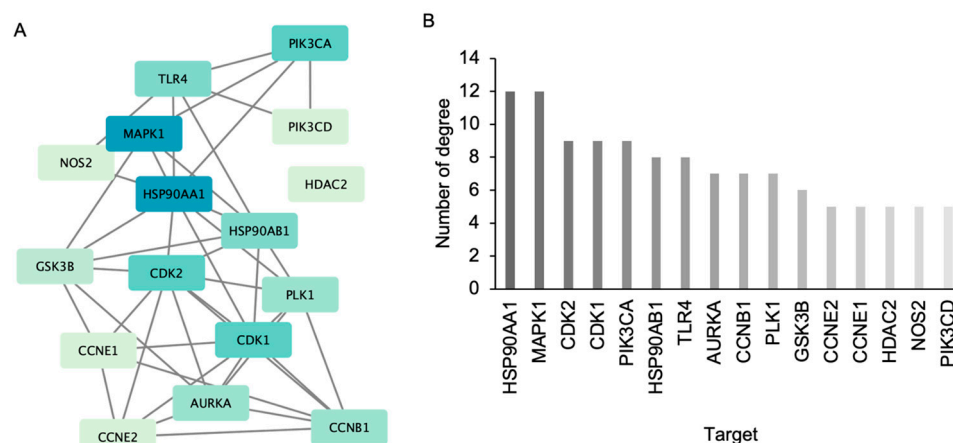 A
PIK3CA
TLR4
PIK3CD
MAPK1
NOS2
HDAC2
HSP90AA1
HSP90AB1
GSK3B
CDK2
PLK1
CDK1
CCNE1
AURKA
CCNB1
CCNE2
B
Number of degree
14
12
10
8
6
4
2
0
HSP90AA1
MAPK1
CDK2
CDK1
PIK3CA
HSP90AB1
TLR4
AURKA
CCNB1
PLK1
GSK3B
CCNE2
CCNE1
HDAC2
NOS2
PIK3CD
Target